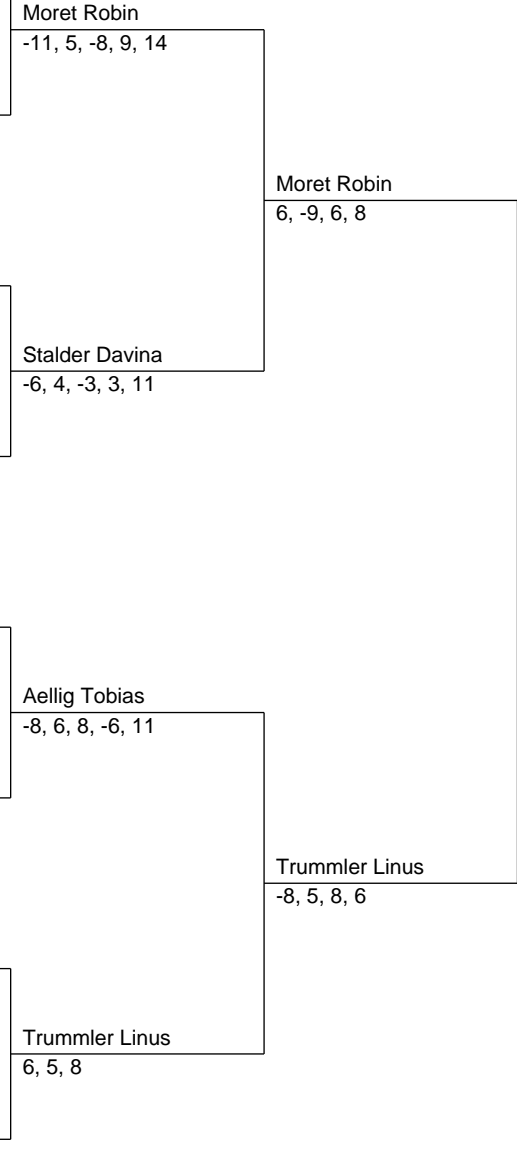 Moret Robin
-11, 5, -8, 9, 14
Moret Robin
6, -9, 6, 8
Stalder Davina
-6, 4, -3, 3, 11
Aellig Tobias
-8, 6, 8, -6, 11
Trummler Linus
-8, 5, 8, 6
Trummler Linus
6, 5, 8